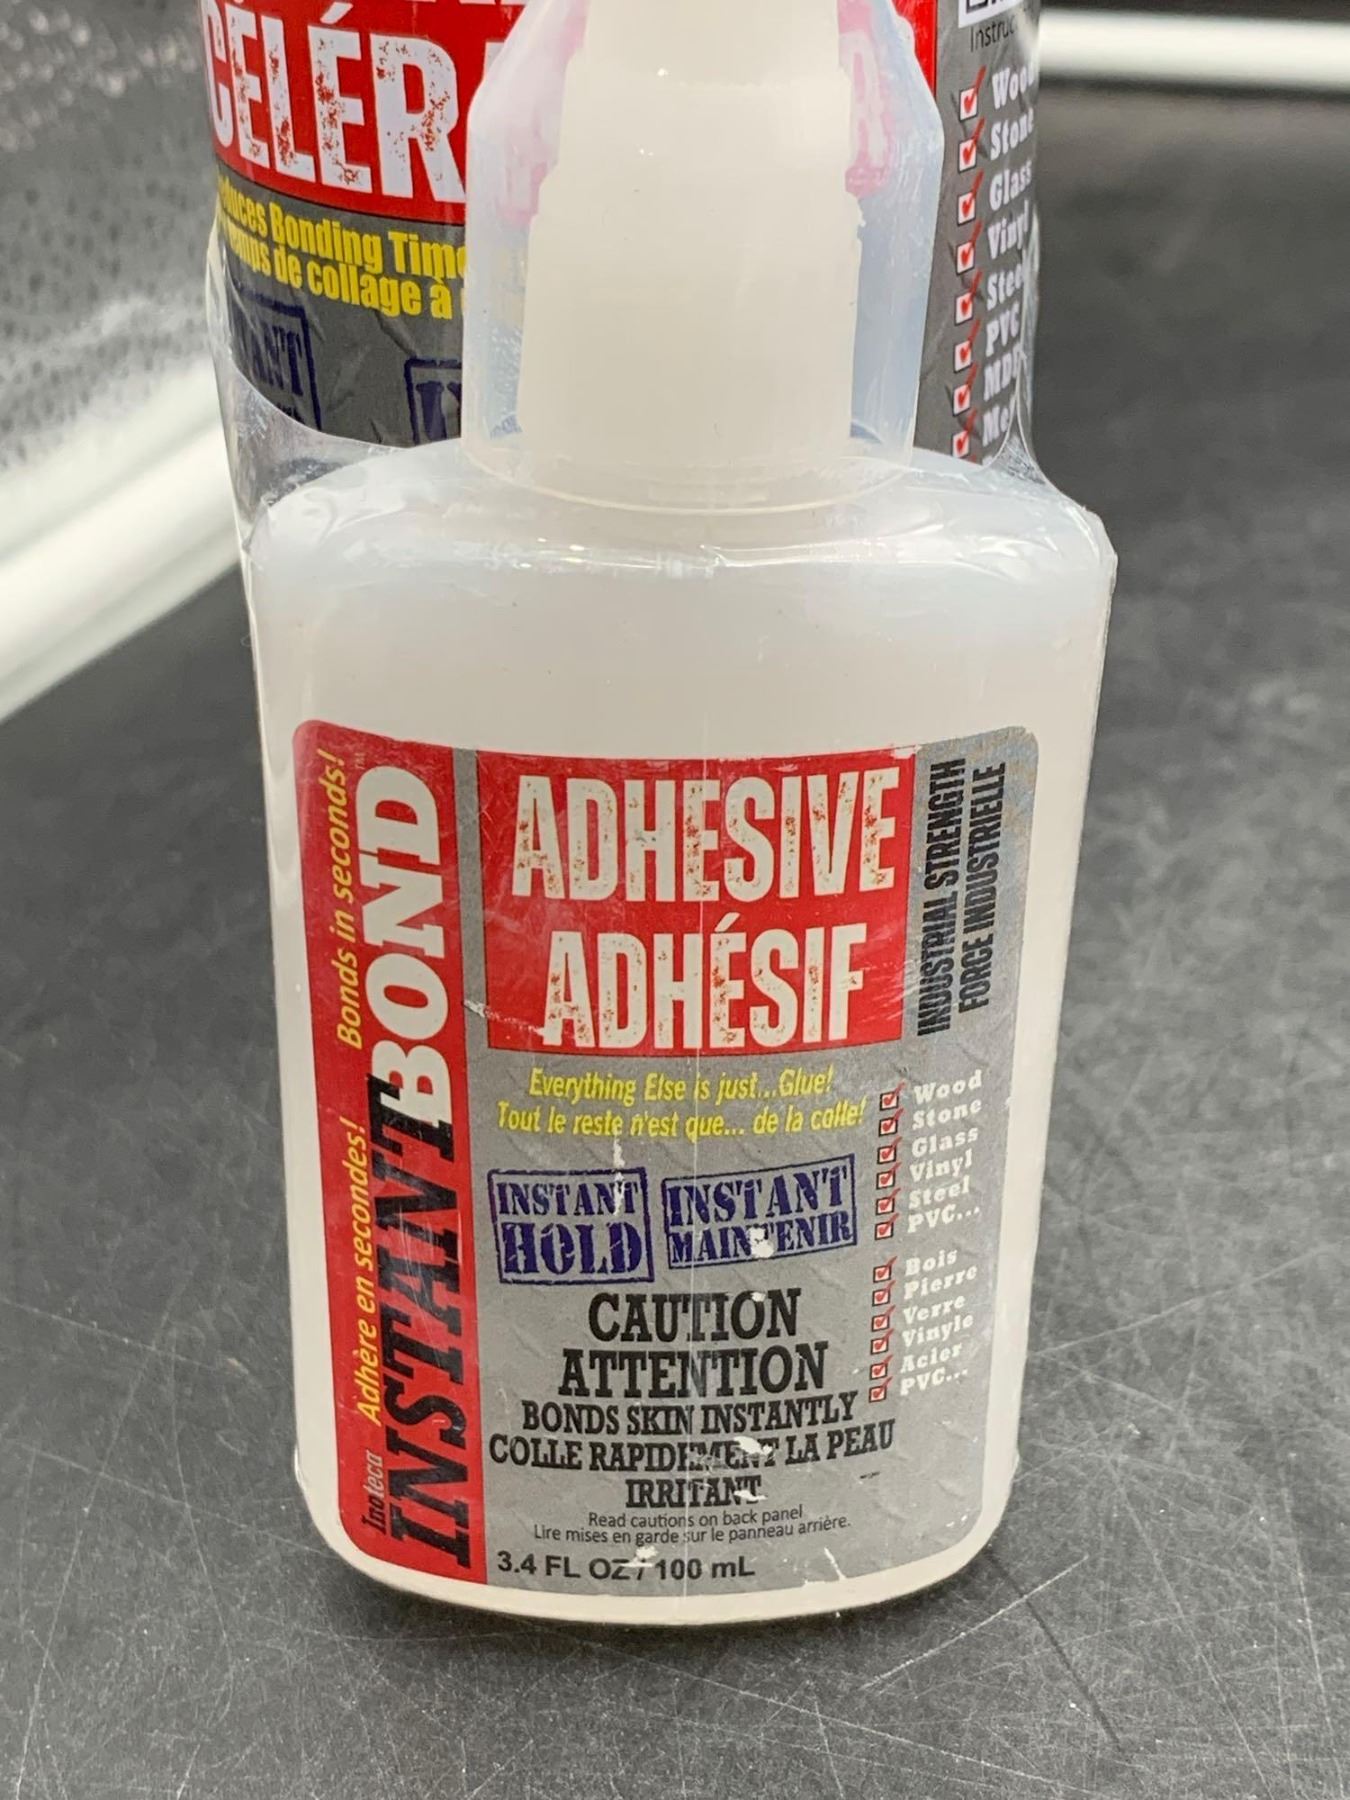 CÉLÉR
Bonding Time
de collage à
Wood
Stone
Glass
Vinyl
Steel
PVC
Bonds in seconds!
Adhère en secondes!
Inoteca
INSTANTBOND
ADHESIVE
ADHÉSIF
INDUSTRIAL STRENGTH
FORCE INDUSTRIELLE
Everything Else is just...Glue!
Tout le reste n'est que... de la colle!
INSTANT
HOLD
INSTANT
MAINTENIR
Wood
Stone
Glass
Vinyl
Steel
PVC...
Bois
Pierre
Verre
Vinyle
Acier
PVC...
CAUTION
ATTENTION
BONDS SKIN INSTANTLY
COLLE RAPIDEMENT LA PEAU
IRRITANT
Read cautions on back panel
Lire mises en garde sur le panneau arrière.
3.4 FL OZ / 100 mL